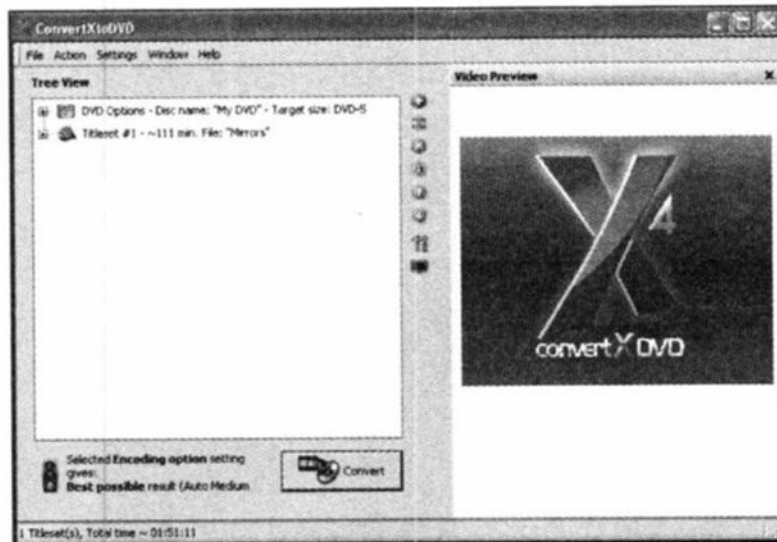 ConvertXtoDVD
File Action Settings Window Help
Tree View
Video Preview
DVD Options - Disc name: "My DVD" - Target size: DVD-5
Titleset #1 - ~111 min. File: "Mirrors"
4
convert X DVD
Selected Encoding option setting
gives:
Best possible result (Auto Medium
Convert
1 Titleset(s), Total time ~ 01:51:11